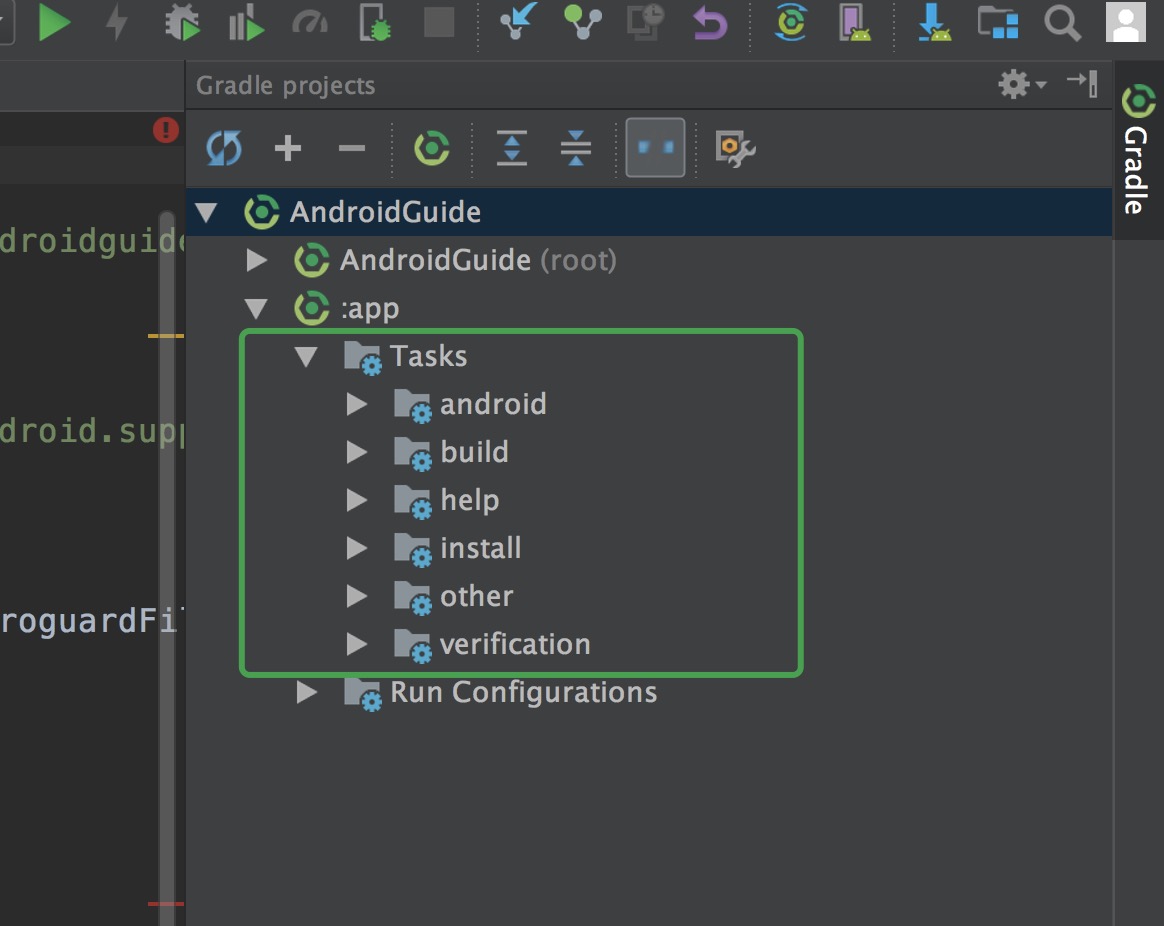 Gradle projects
Gradle
AndroidGuide
AndroidGuide (root)
:app
Tasks
android
build
help
install
other
verification
Run Configurations
droidguide
droid.supp
roguardFil